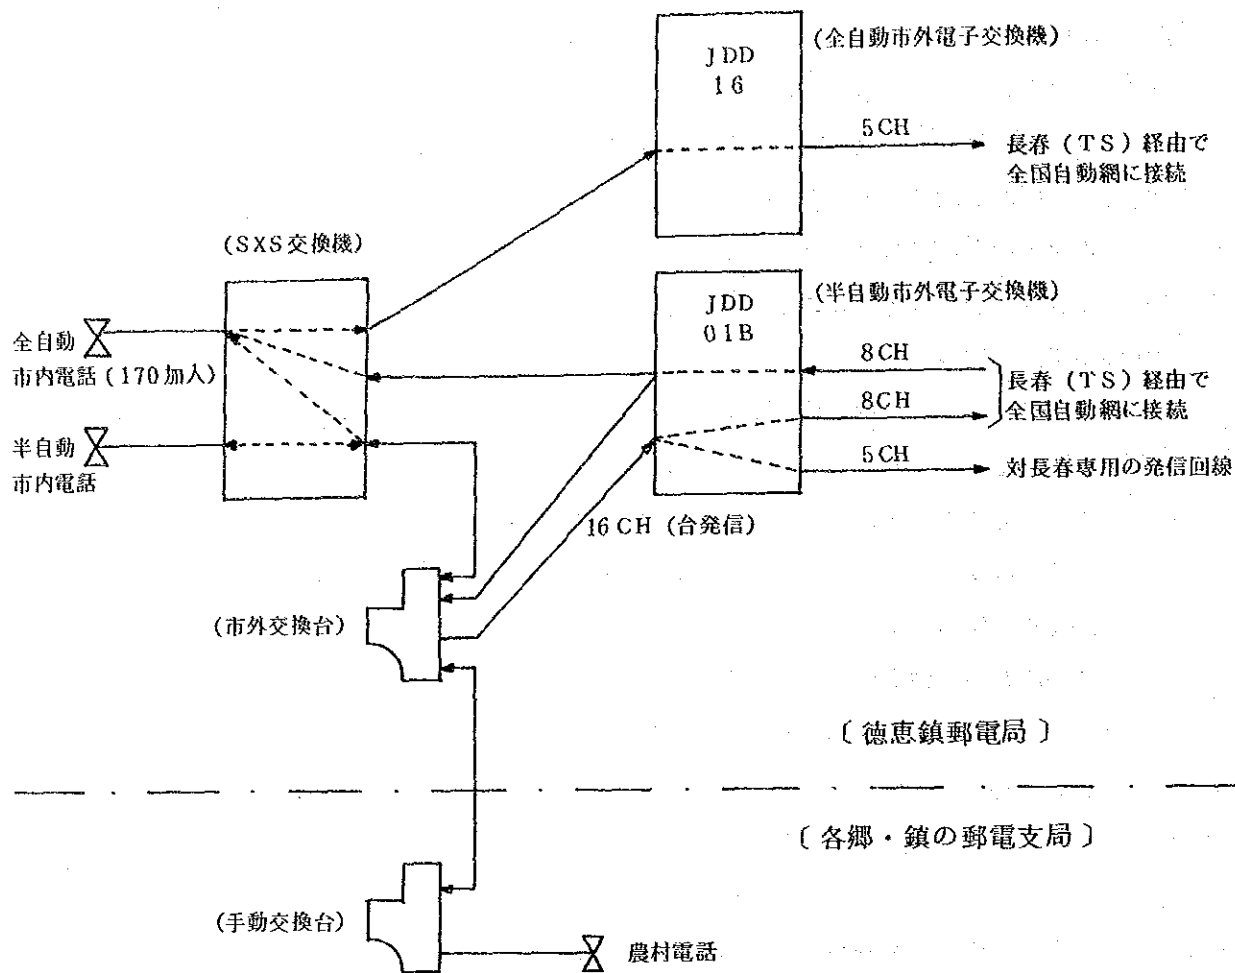 JDD
16
(全自動市外電子交換機)
5CH
長春(TS)経由で
全国自動網に接続
(SXS交換機)
JDD
01B
(半自動市外電子交換機)
全自動
市内電話(170加入)
8CH
8CH
長春(TS)経由で
全国自動網に接続
半自動
市内電話
5CH
対長春専用の発信回線
16CH(台発信)
(市外交換台)
〔徳恵鎮郵電局〕
〔各郷・鎮の郵電支局〕
(手動交換台)
農村電話